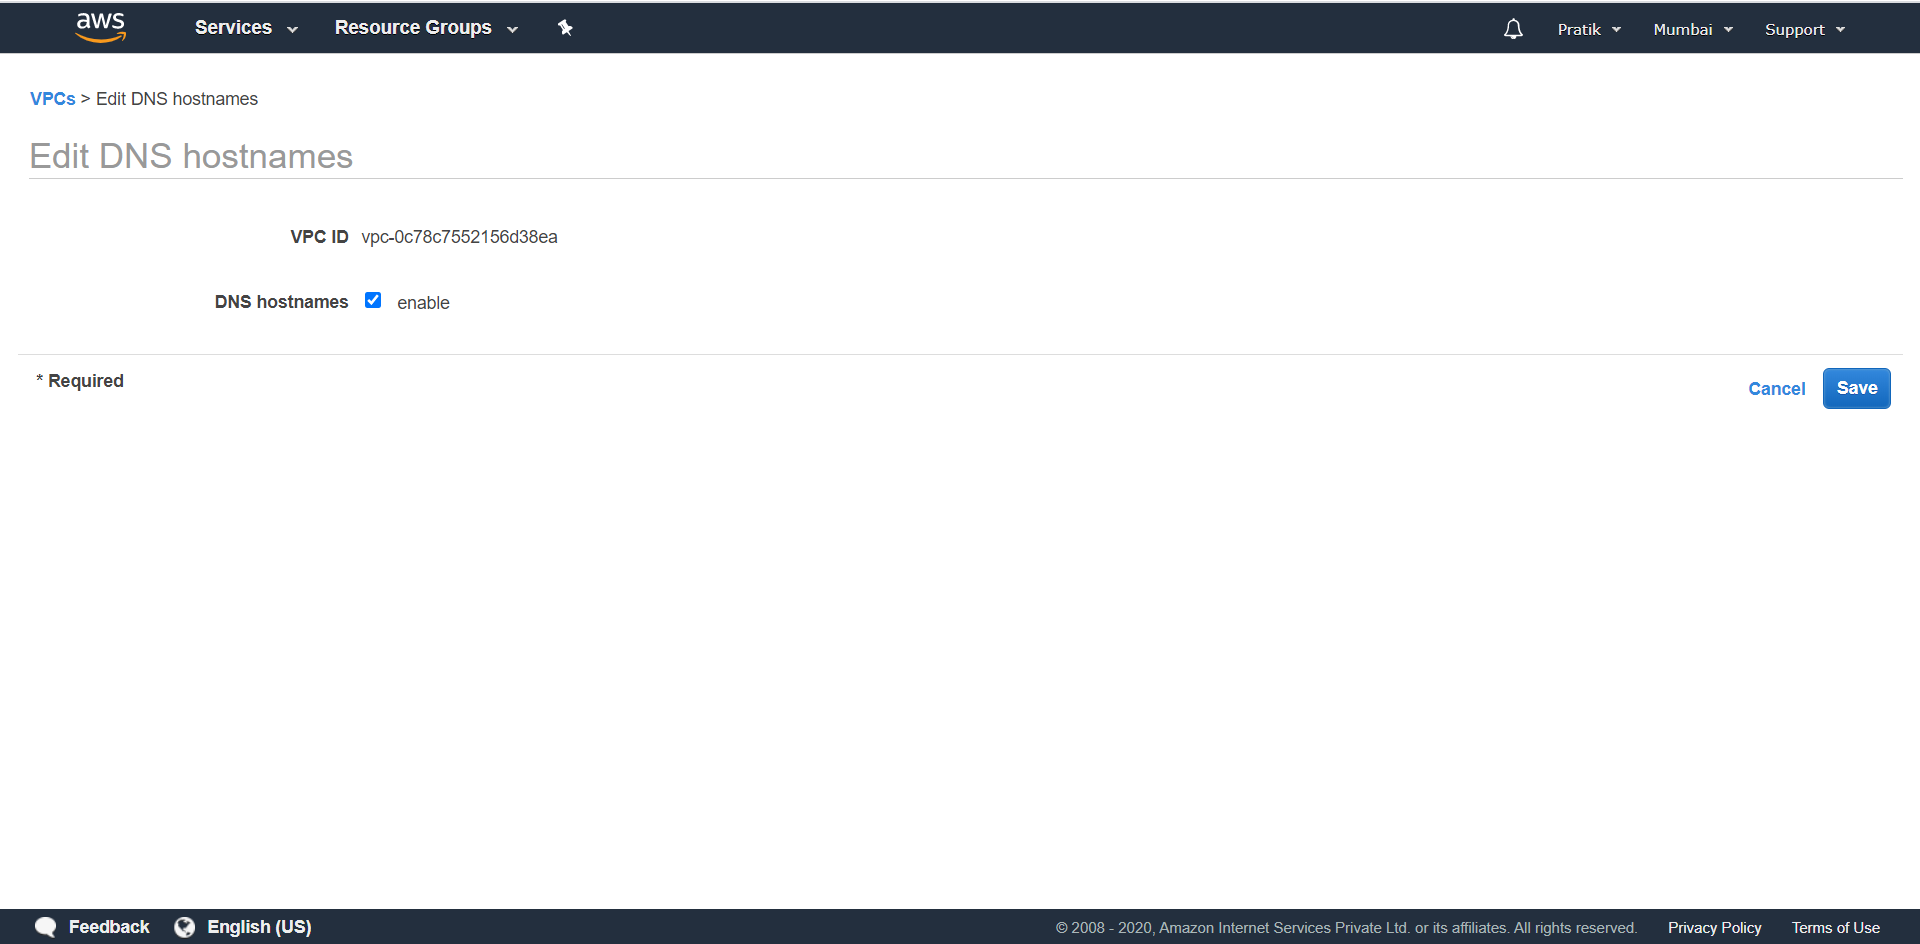 aws Services Resource Groups Pratik Mumbai Support
VPCs > Edit DNS hostnames
Edit DNS hostnames
VPC ID vpc-0c78c7552156d38ea
DNS hostnames enable
* Required
Cancel Save
Feedback English (US) © 2008 - 2020, Amazon Internet Services Private Ltd. or its affiliates. All rights reserved. Privacy Policy Terms of Use